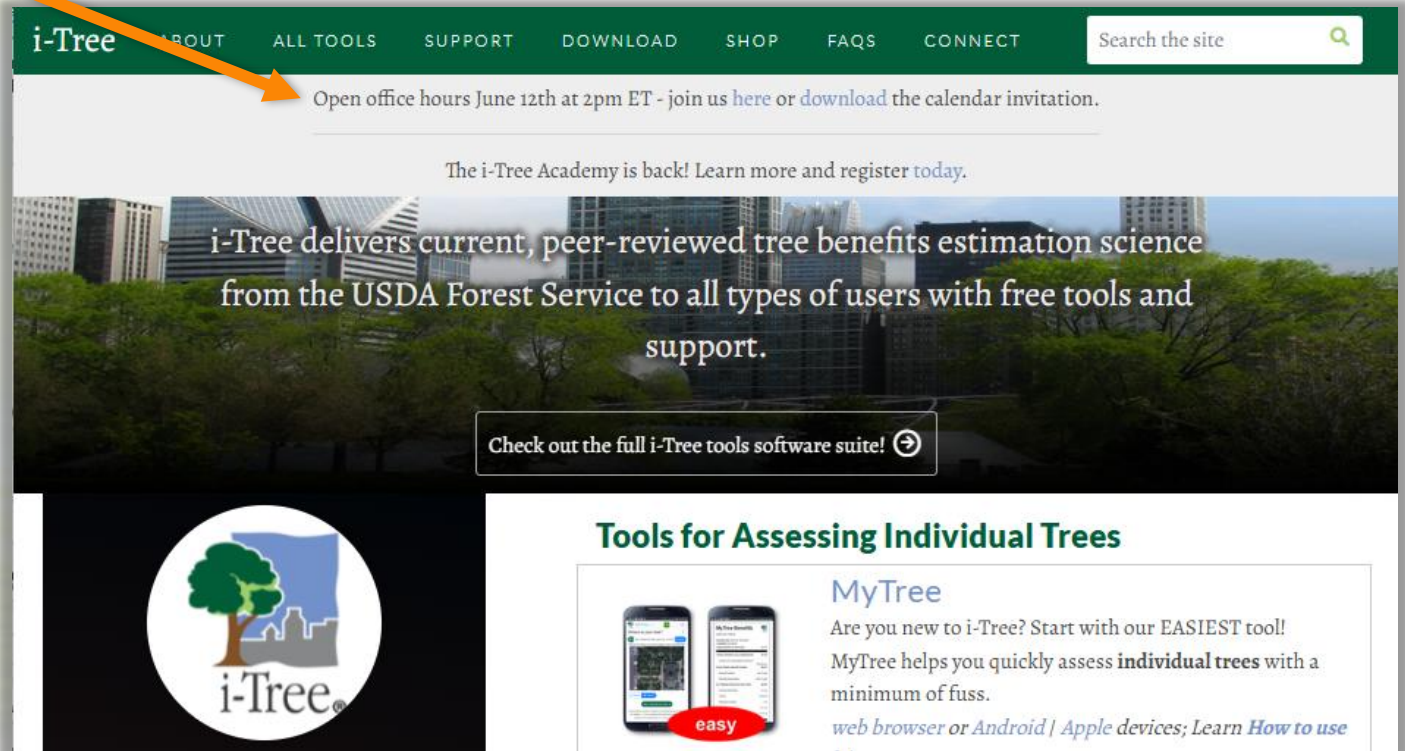 i-Tree ABOUT ALL TOOLS SUPPORT DOWNLOAD SHOP FAQS CONNECT Search the site
Open office hours June 12th at 2pm ET - join us here or download the calendar invitation.
The i-Tree Academy is back! Learn more and register today.
i-Tree delivers current, peer-reviewed tree benefits estimation science
from the USDA Forest Service to all types of users with free tools and
support.
Check out the full i-Tree tools software suite!
i-Tree®
Tools for Assessing Individual Trees
MyTree
Are you new to i-Tree? Start with our EASIEST tool!
MyTree helps you quickly assess individual trees with a
minimum of fuss.
web browser or Android | Apple devices; Learn How to use
easy